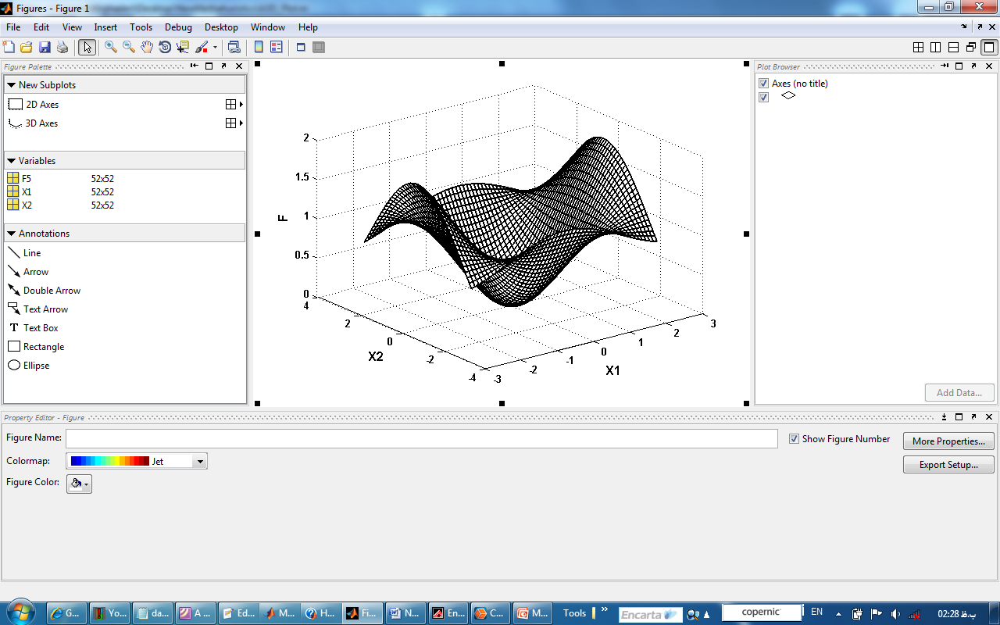 Figures - Figure 1
File Edit View Insert Tools Debug Desktop Window Help
Figure Palette
New Subplots
2D Axes
3D Axes
Variables
F5 52x52
X1 52x52
X2 52x52
Annotations
Line
Arrow
Double Arrow
Text Arrow
T Text Box
Rectangle
Ellipse
2
1.5
1
0.5
0
F
4
2
0
-2
-4
X2
-3
-2
-1
0
1
2
3
X1
Plot Browser
Axes (no title)
Add Data...
Property Editor - Figure
Figure Name:
Show Figure Number
More Properties...
Colormap: Jet
Export Setup...
Figure Color:
G... Yo... da... A ... Ed... M... H... Fi... N... En... C... M... Tools » Encarta copernic EN 02:28 ب.ظ